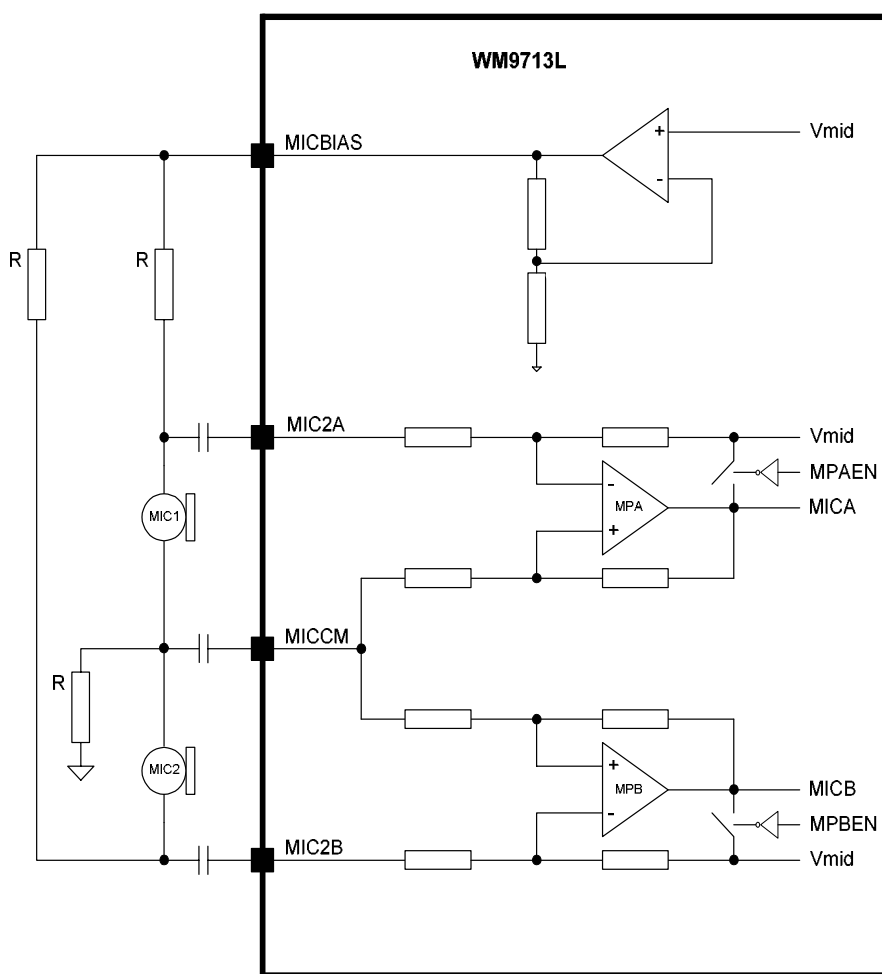 WM9713L
MICBIAS
+
Vmid
-
R
R
MIC2A
Vmid
-
MPAEN
MIC1
MPA
MICA
+
MICCM
R
+
MIC2
MPB
MICB
-
MPBEN
MIC2B
Vmid